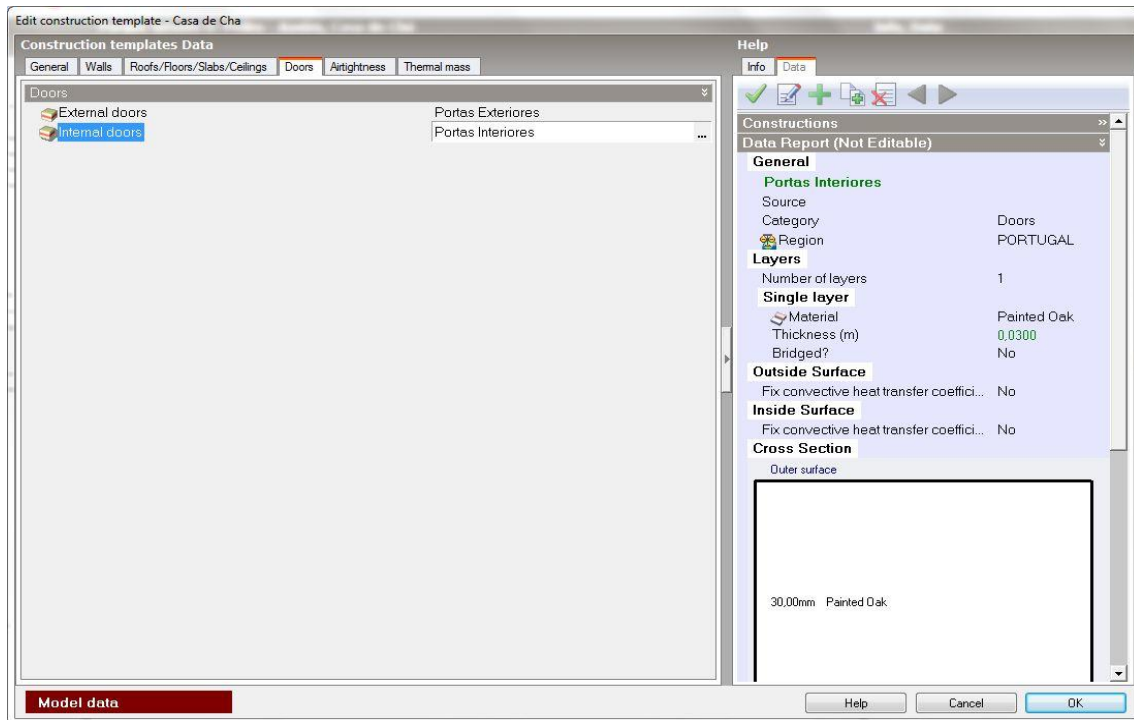 Edit construction template - Casa de Cha
Construction templates Data
General Walls Roofs/Floors/Slabs/Ceilings Doors Airtightness Thermal mass
Doors
External doors Portas Exteriores
Internal doors Portas Interiores ...
Help
Info Data
Constructions
Data Report (Not Editable)
General
Portas Interiores
Source
Category Doors
Region PORTUGAL
Layers
Number of layers 1
Single layer
Material Painted Oak
Thickness (m) 0,0300
Bridged? No
Outside Surface
Fix convective heat transfer coeffici... No
Inside Surface
Fix convective heat transfer coeffici... No
Cross Section
Outer surface
30,00mm Painted Oak
Model data
Help Cancel OK